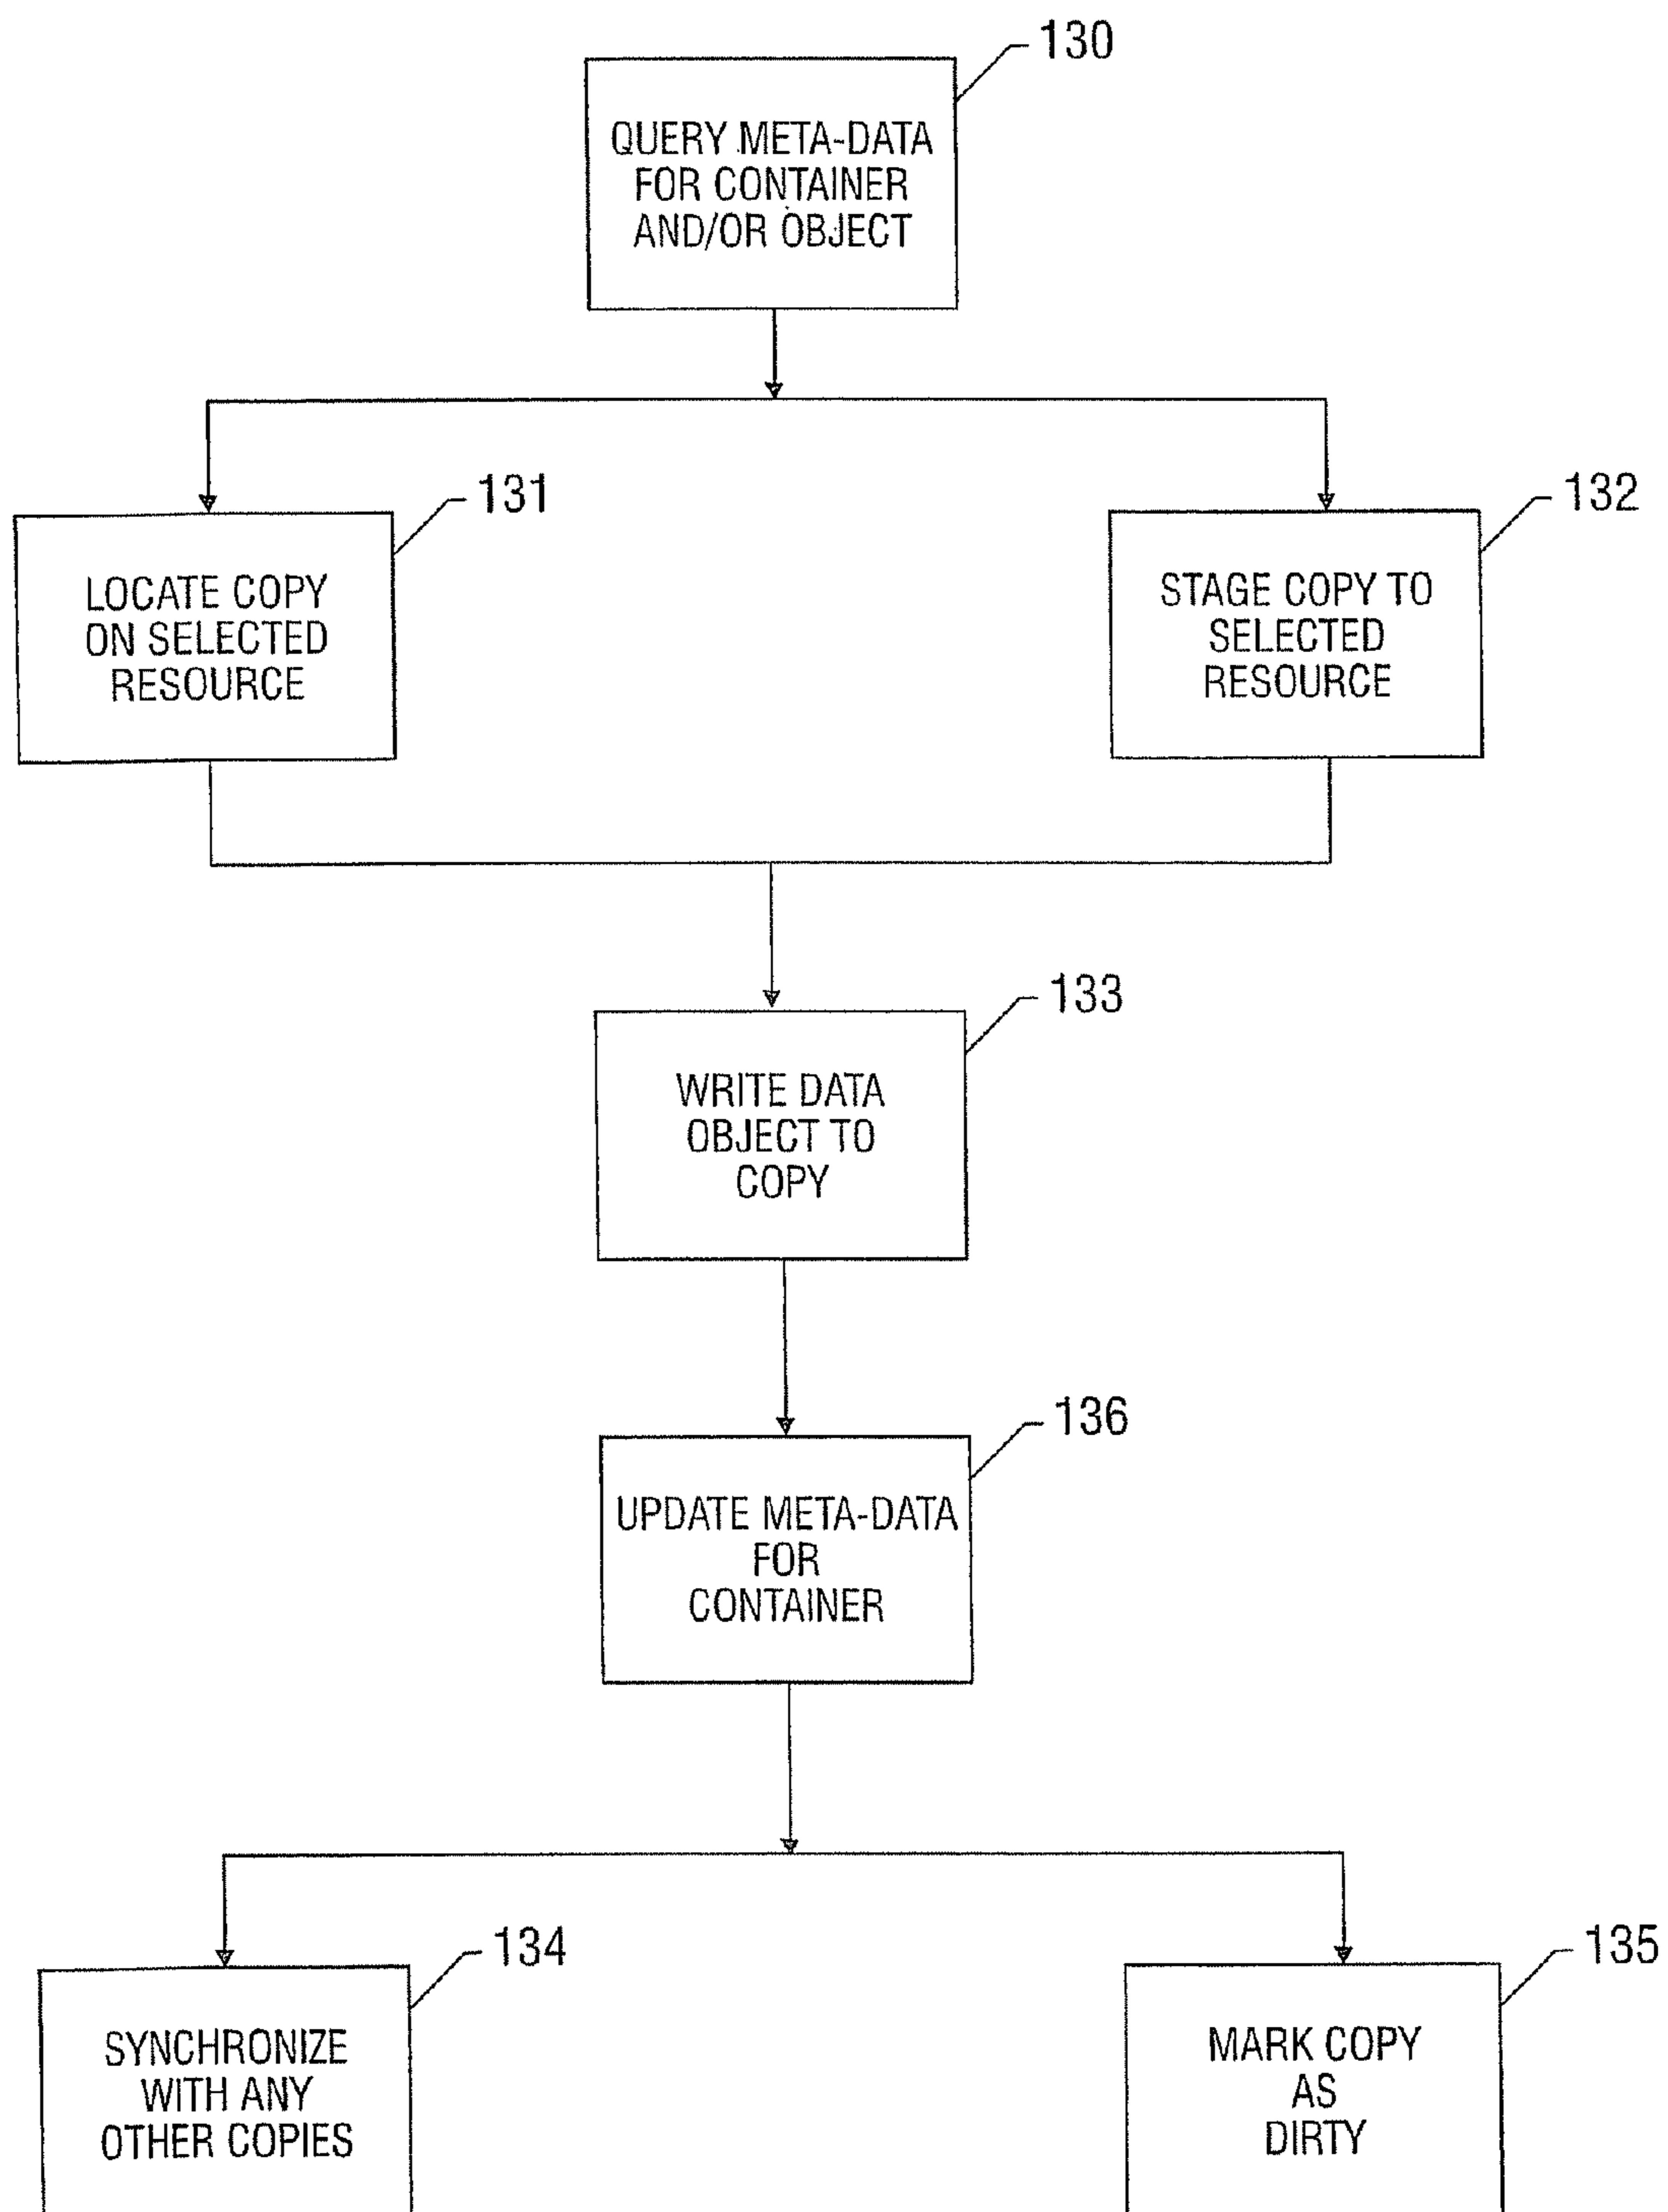 130
QUERY META-DATA
FOR CONTAINER
AND/OR OBJECT
131
LOCATE COPY
ON SELECTED
RESOURCE
132
STAGE COPY TO
SELECTED
RESOURCE
133
WRITE DATA
OBJECT TO
COPY
136
UPDATE META-DATA
FOR
CONTAINER
134
SYNCHRONIZE
WITH ANY
OTHER COPIES
135
MARK COPY
AS
DIRTY